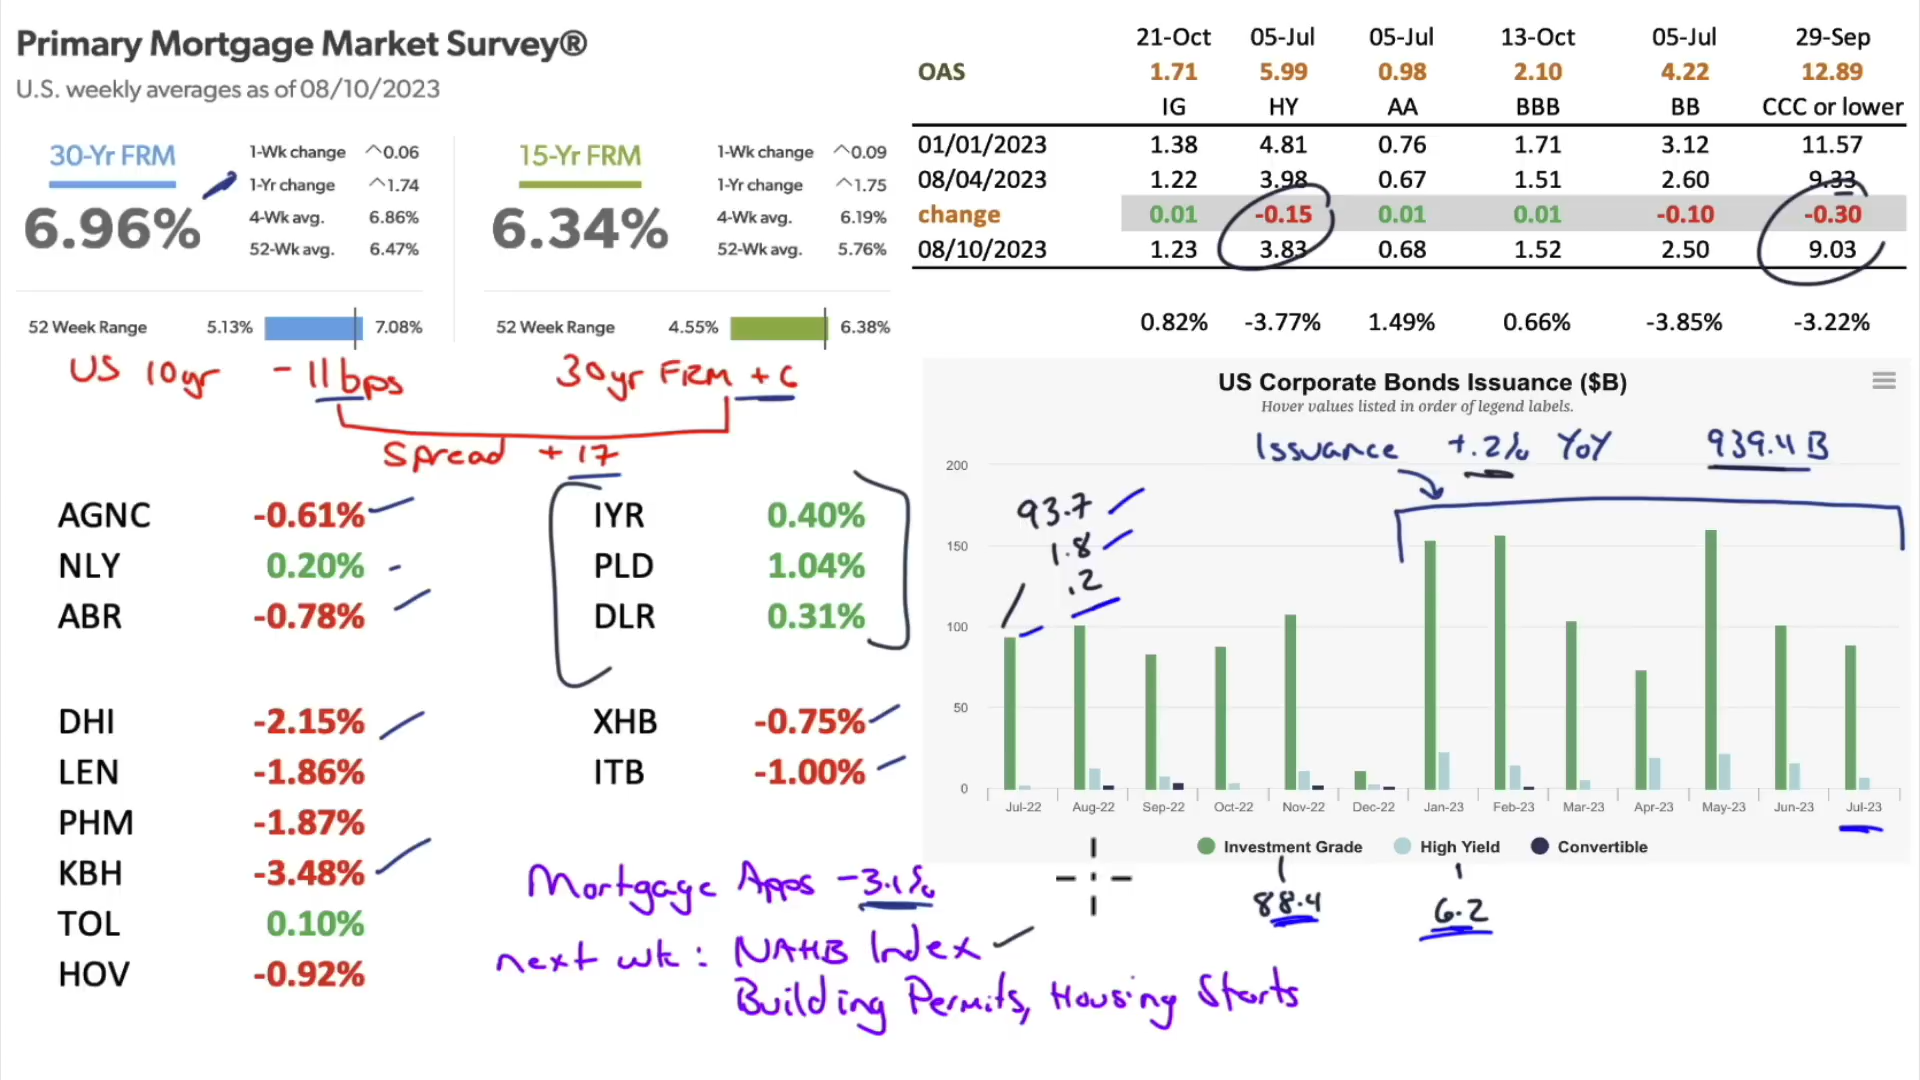 Primary Mortgage Market Survey®
U.S. weekly averages as of 08/10/2023
30-Yr FRM
6.96%
1-Wk change ^0.06
1-Yr change ^1.74
4-Wk avg. 6.86%
52-Wk avg. 6.47%
52 Week Range 5.13% 7.08%
15-Yr FRM
6.34%
1-Wk change ^0.09
1-Yr change ^1.75
4-Wk avg. 6.19%
52-Wk avg. 5.76%
52 Week Range 4.55% 6.38%
21-Oct 05-Jul 05-Jul 13-Oct 05-Jul 29-Sep
OAS 1.71 5.99 0.98 2.10 4.22 12.89
IG HY AA BBB BB CCC or lower
01/01/2023 1.38 4.81 0.76 1.71 3.12 11.57
08/04/2023 1.22 3.98 0.67 1.51 2.60 9.33
change 0.01 -0.15 0.01 0.01 -0.10 -0.30
08/10/2023 1.23 3.83 0.68 1.52 2.50 9.03
0.82% -3.77% 1.49% 0.66% -3.85% -3.22%
US 10yr - 11bps 30yr FRM + 6
Spread + 17
AGNC -0.61%
NLY 0.20%
ABR -0.78%
IYR 0.40%
PLD 1.04%
DLR 0.31%
DHI -2.15%
LEN -1.86%
PHM -1.87%
KBH -3.48%
TOL 0.10%
HOV -0.92%
XHB -0.75%
ITB -1.00%
Mortgage Apps -3.1%
next wk: NAHB Index
Building Permits, Housing Starts
US Corporate Bonds Issuance ($B)
Hover values listed in order of legend labels.
Issuance +.2% YoY 939.4 B
93.7
1.8
.2
200
150
100
50
0
Jul-22 Aug-22 Sep-22 Oct-22 Nov-22 Dec-22 Jan-23 Feb-23 Mar-23 Apr-23 May-23 Jun-23 Jul-23
Investment Grade High Yield Convertible
88.4 6.2